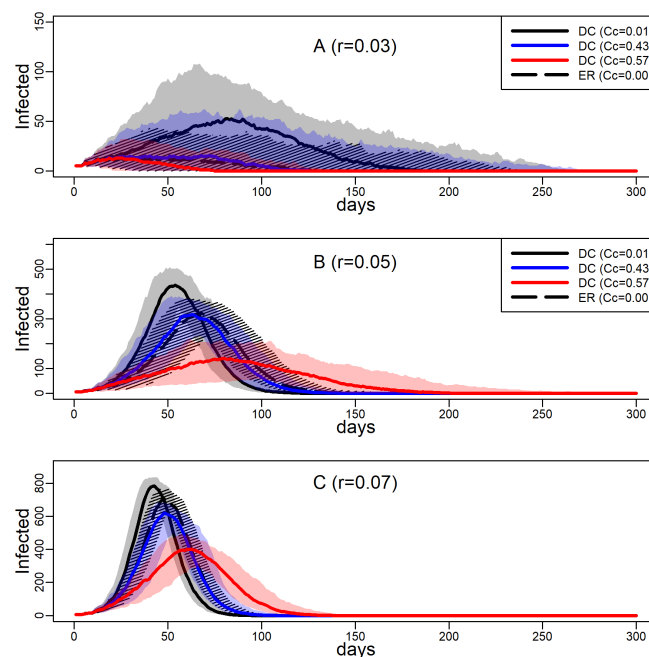 A (r=0.03)
DC (Cc=0.01
DC (Cc=0.43
DC (Cc=0.57
ER (Cc=0.00
Infected
0 50 100 150
0 50 100 150 200 250 300
days
B (r=0.05)
DC (Cc=0.01
DC (Cc=0.43
DC (Cc=0.57
ER (Cc=0.00
Infected
0 100 300 500
0 50 100 150 200 250 300
days
C (r=0.07)
Infected
0 200 400 600 800
0 50 100 150 200 250 300
days